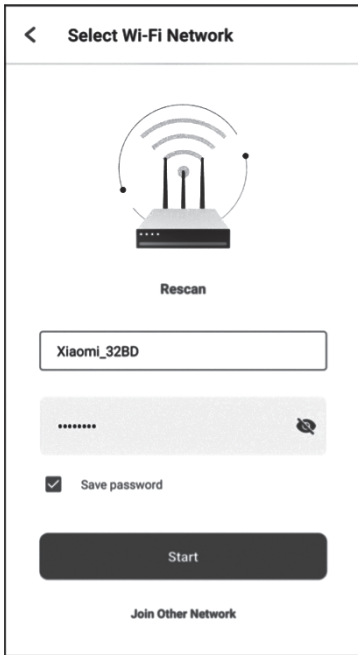 Select Wi-Fi Network
Rescan
Xiaomi_32BD
••••••••
Save password
Start
Join Other Network